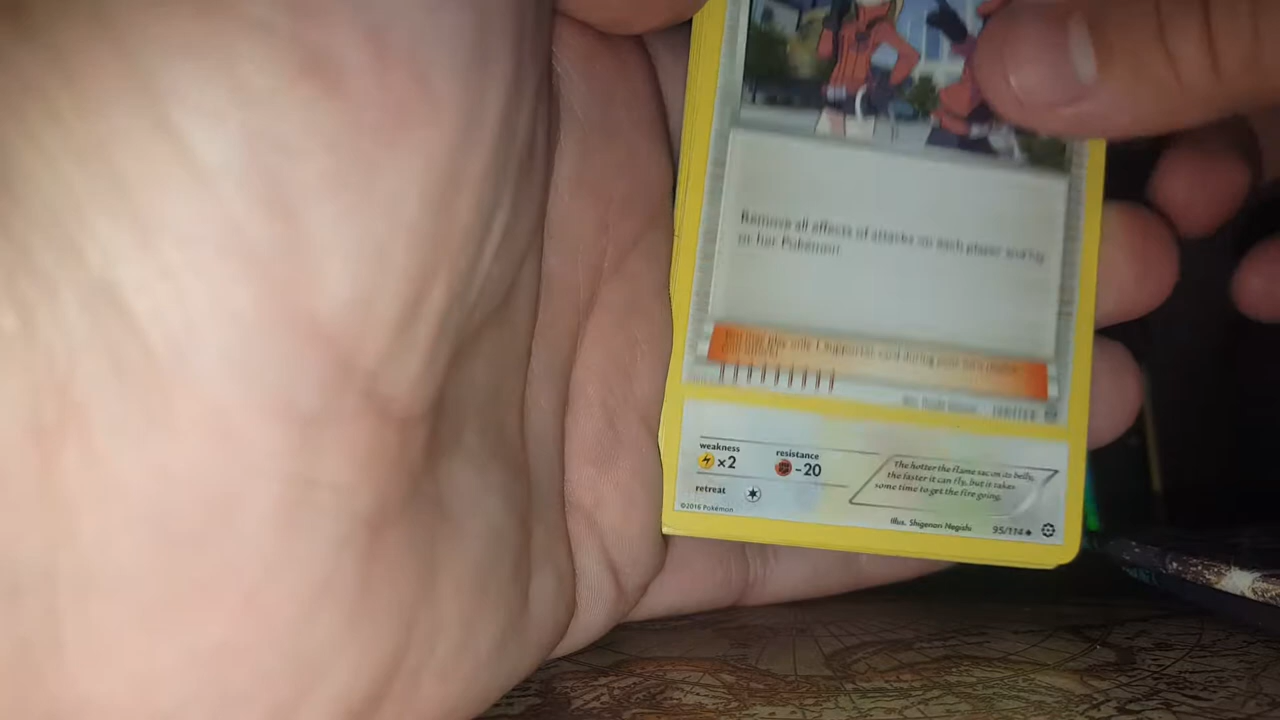 Remove all effects of attacks on each player and his
or her Pokémon.
weakness
×2
resistance
-20
retreat
The hotter the flame sac on its belly,
the faster it can fly, but it takes
some time to get the fire going.
©2016 Pokémon
Illus. Shigenori Negishi
95/114